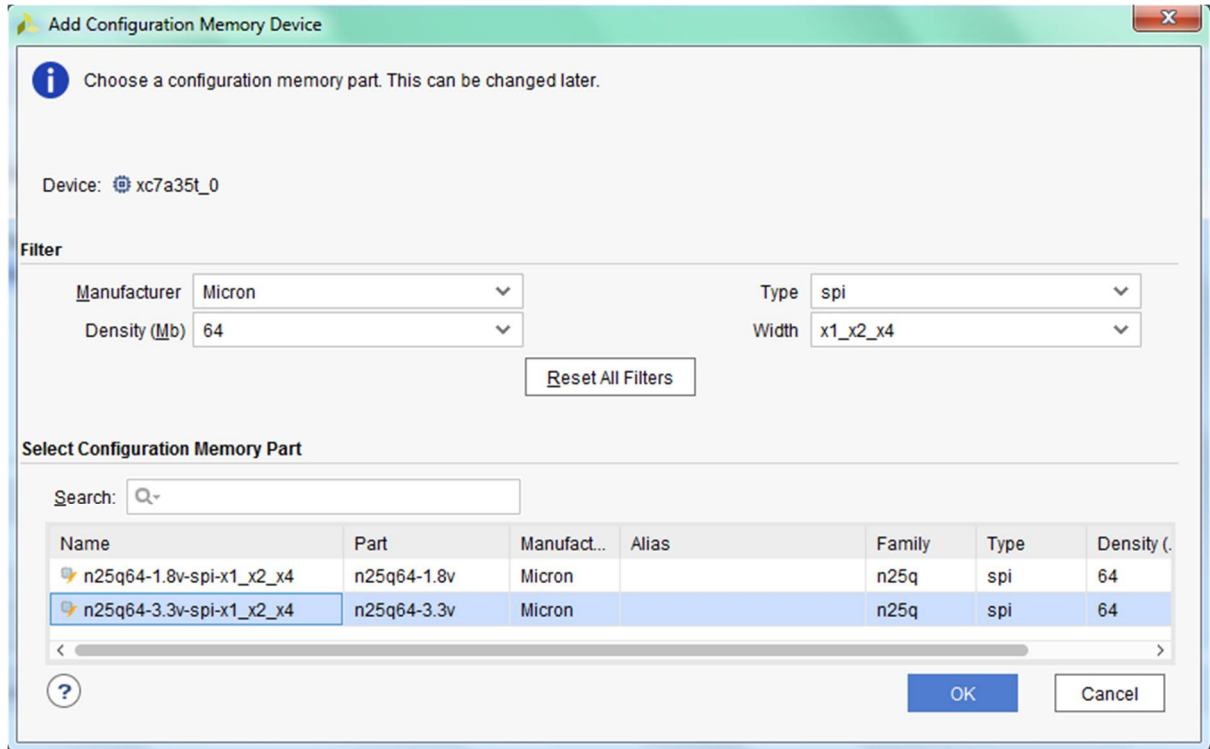 Add Configuration Memory Device
Choose a configuration memory part. This can be changed later.
Device: xc7a35t_0
Filter
Manufacturer Micron Type spi
Density (Mb) 64 Width x1_x2_x4
Reset All Filters
Select Configuration Memory Part
Search:
Name Part Manufact... Alias Family Type Density (.
n25q64-1.8v-spi-x1_x2_x4 n25q64-1.8v Micron n25q spi 64
n25q64-3.3v-spi-x1_x2_x4 n25q64-3.3v Micron n25q spi 64
? OK Cancel